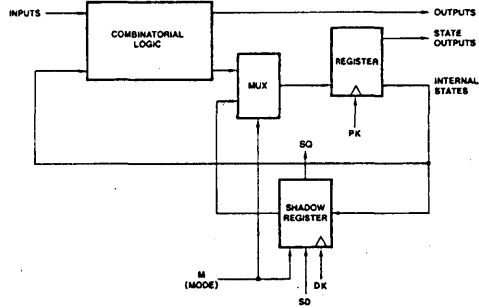 INPUTS
OUTPUTS
COMBINATORIAL
LOGIC
STATE
OUTPUTS
REGISTER
MUX
INTERNAL
STATES
PK
SQ
SHADOW
REGISTER
M
(MODE)
DK
SD